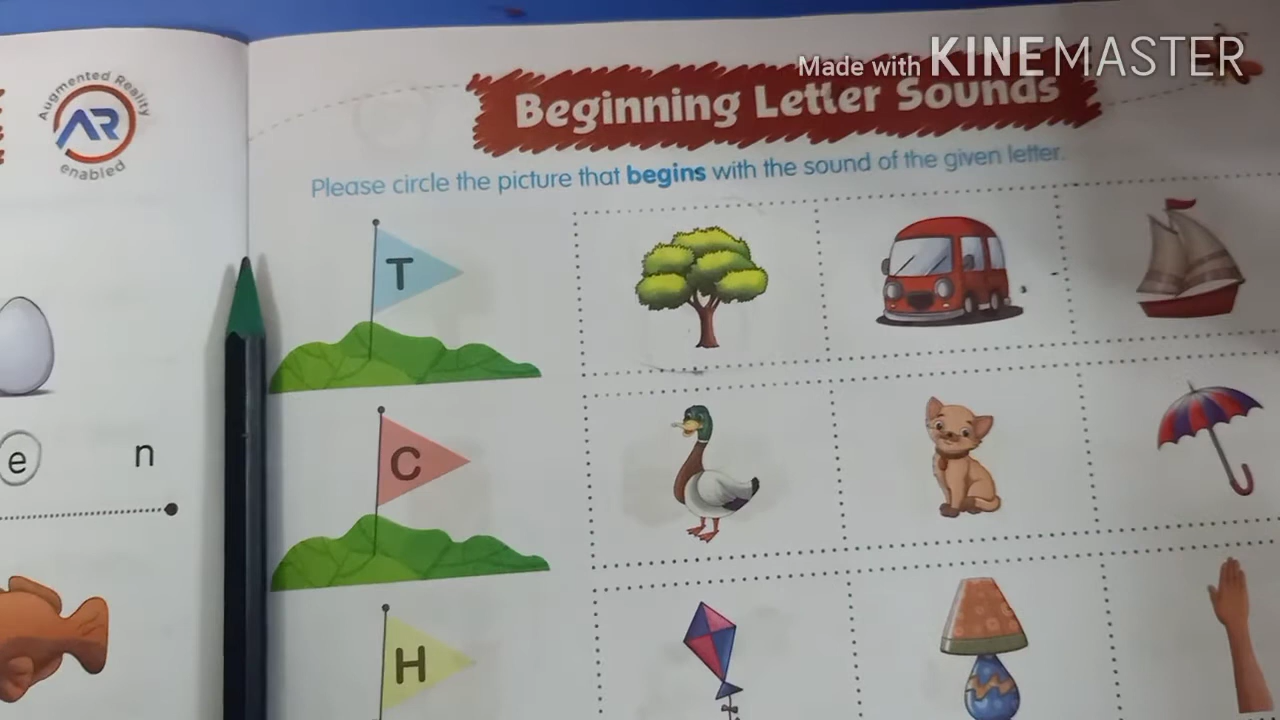 Made with KINEMASTER
Augmented Reality
AR
enabled
Beginning Letter Sounds
Please circle the picture that begins with the sound of the given letter.
T
C
e n
H